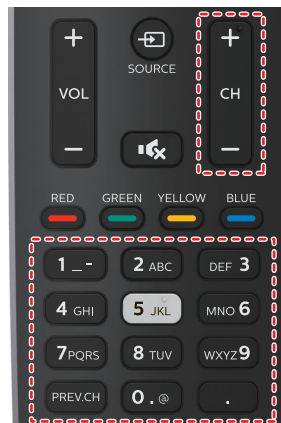 + +
SOURCE
VOL CH
− −
RED GREEN YELLOW BLUE
1 _ - 2 ABC DEF 3
4 GHI 5 JKL MNO 6
7PQRS 8 TUV WXYZ9
PREV.CH 0 . @ .